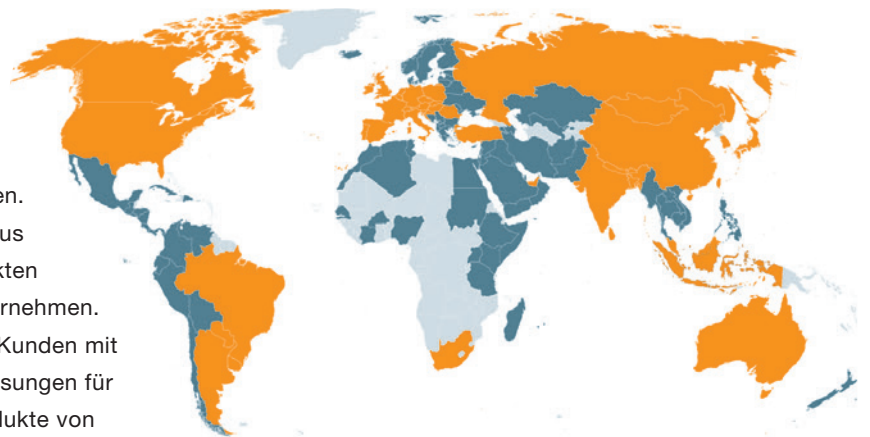 en.
us
kten
rnehmen.
Kunden mit
sungen für
dukte von